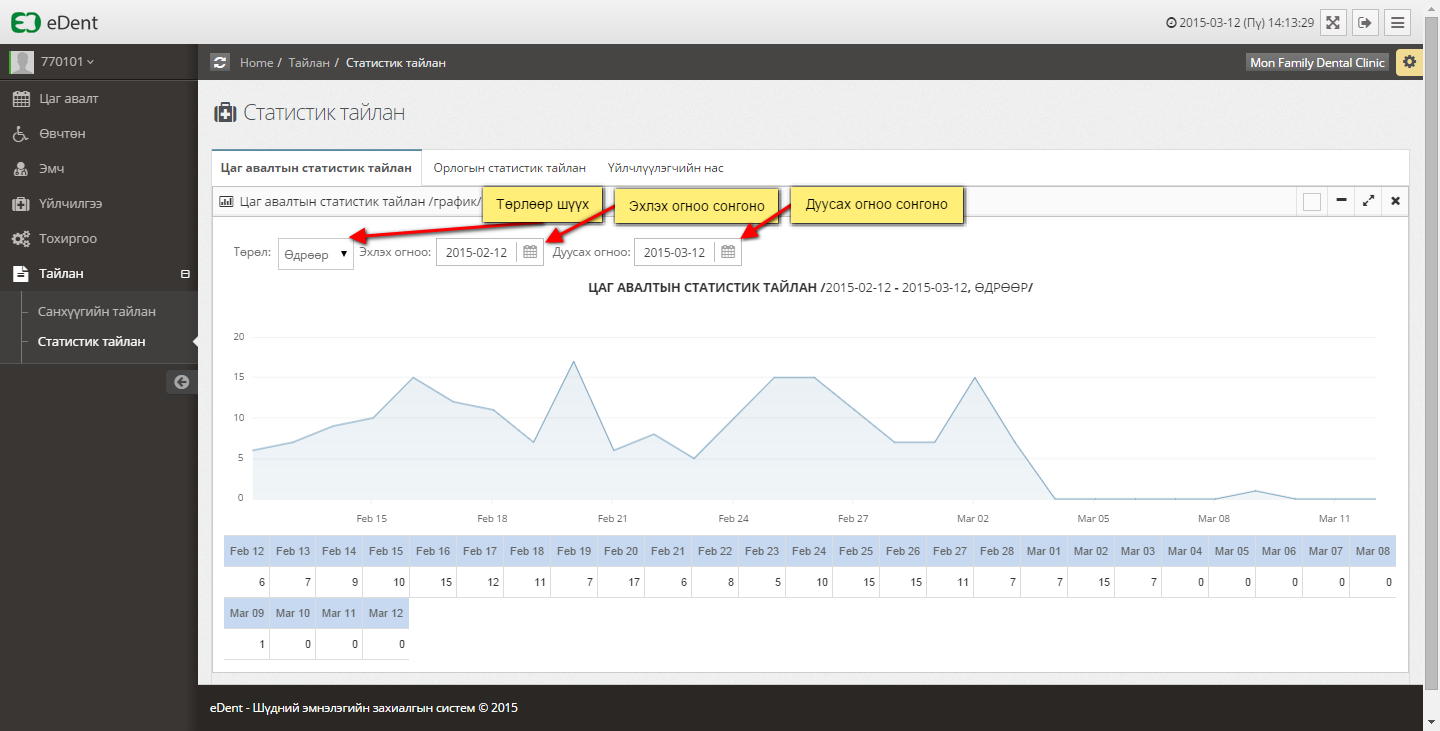 eDent
2015-03-12 (Пү) 14:13:29
770101
Home / Тайлан / Статистик тайлан
Mon Family Dental Clinic
Цаг авалт
Өвчтөн
Эмч
Үйлчилгээ
Тохиргоо
Тайлан
Санхүүгийн тайлан
Статистик тайлан
Статистик тайлан
Цаг авалтын статистик тайлан
Орлогын статистик тайлан
Үйлчлүүлэгчийн нас
Цаг авалтын статистик тайлан /график/
Төрлөөр шүүх
Эхлэх огноо сонгоно
Дуусах огноо сонгоно
Төрөл: Өдрөөр
Эхлэх огноо: 2015-02-12
Дуусах огноо: 2015-03-12
ЦАГ АВАЛТЫН СТАТИСТИК ТАЙЛАН /2015-02-12 - 2015-03-12, ӨДРӨӨР/
20
15
10
5
0
Feb 15 Feb 18 Feb 21 Feb 24 Feb 27 Mar 02 Mar 05 Mar 08 Mar 11
Feb 12 Feb 13 Feb 14 Feb 15 Feb 16 Feb 17 Feb 18 Feb 19 Feb 20 Feb 21 Feb 22 Feb 23 Feb 24 Feb 25 Feb 26 Feb 27 Feb 28 Mar 01 Mar 02 Mar 03 Mar 04 Mar 05 Mar 06 Mar 07 Mar 08
6 7 9 10 15 12 11 7 17 6 8 5 10 15 15 11 7 7 15 7 0 0 0 0 0
Mar 09 Mar 10 Mar 11 Mar 12
1 0 0 0
eDent - Шүдний эмнэлэгийн захиалгын систем © 2015